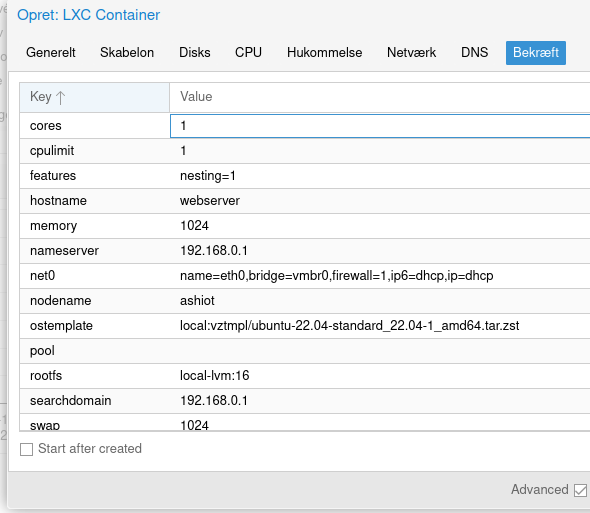 Opret: LXC Container
Generelt Skabelon Disks CPU Hukommelse Netværk DNS Bekræft
Key Value
cores 1
cpulimit 1
features nesting=1
hostname webserver
memory 1024
nameserver 192.168.0.1
net0 name=eth0,bridge=vmbr0,firewall=1,ip6=dhcp,ip=dhcp
nodename ashiot
ostemplate local:vztmpl/ubuntu-22.04-standard_22.04-1_amd64.tar.zst
pool
rootfs local-lvm:16
searchdomain 192.168.0.1
swap 1024
Start after created
Advanced